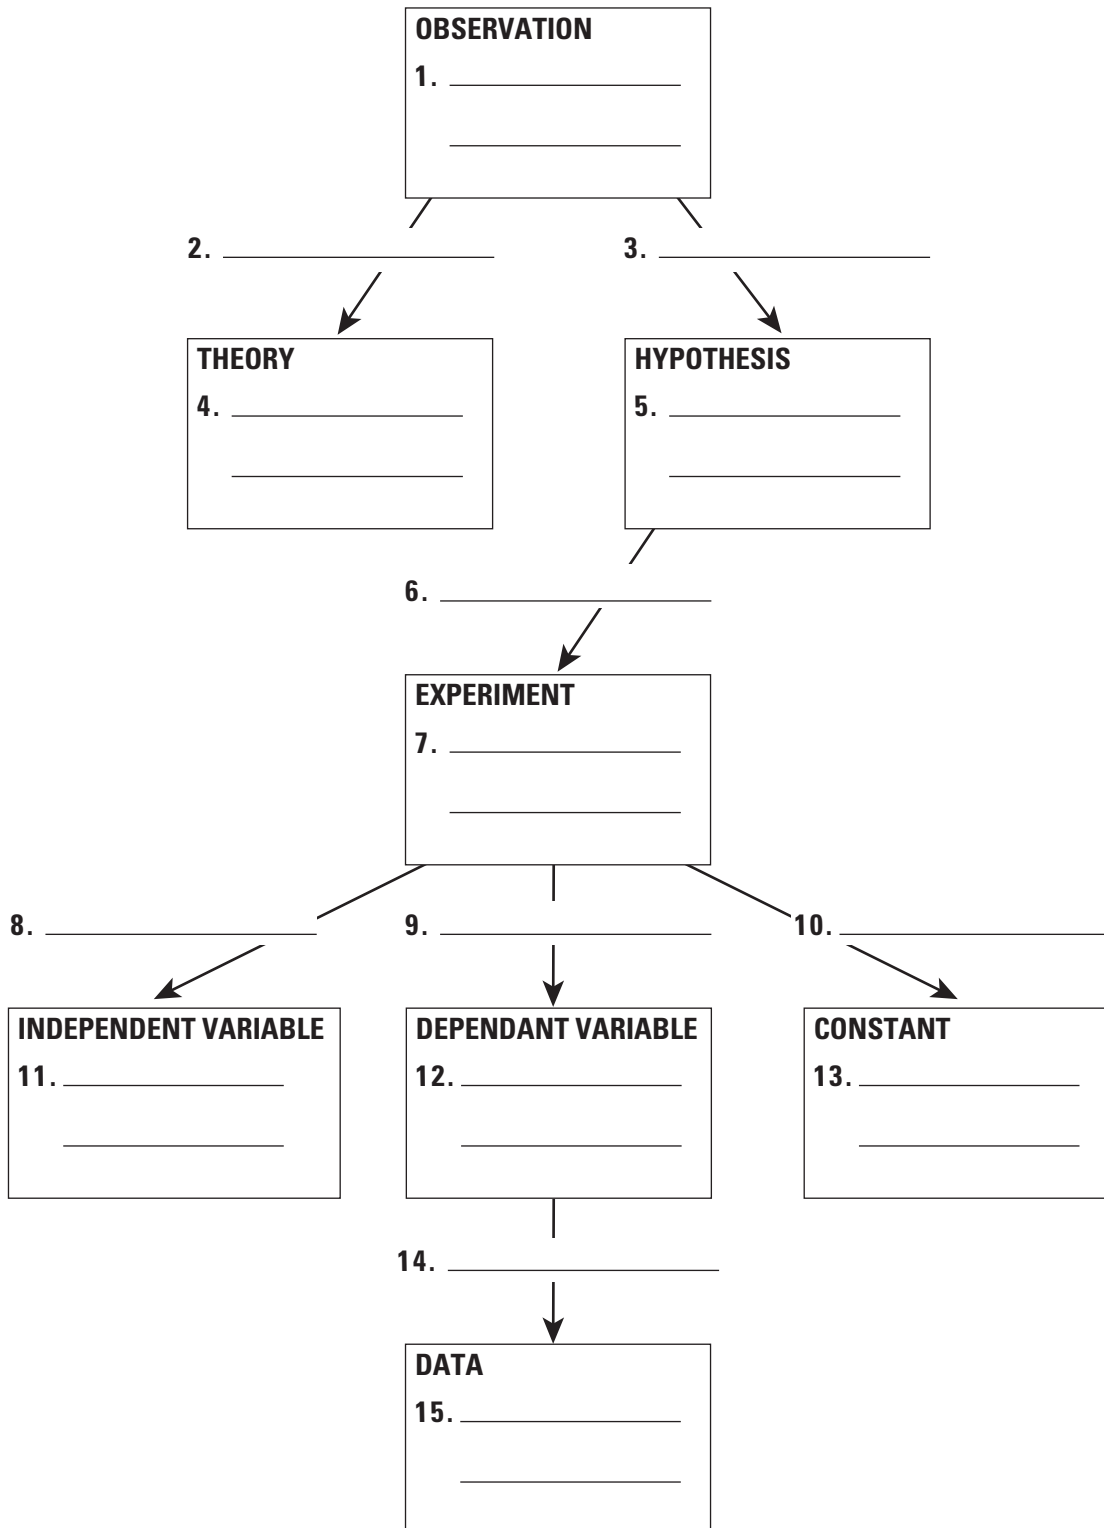 OBSERVATION
1.
2. 3.
THEORY HYPOTHESIS
4. 5.
6.
EXPERIMENT
7.
8. 9. 10.
INDEPENDENT VARIABLE DEPENDANT VARIABLE CONSTANT
11. 12. 13.
14.
DATA
15.